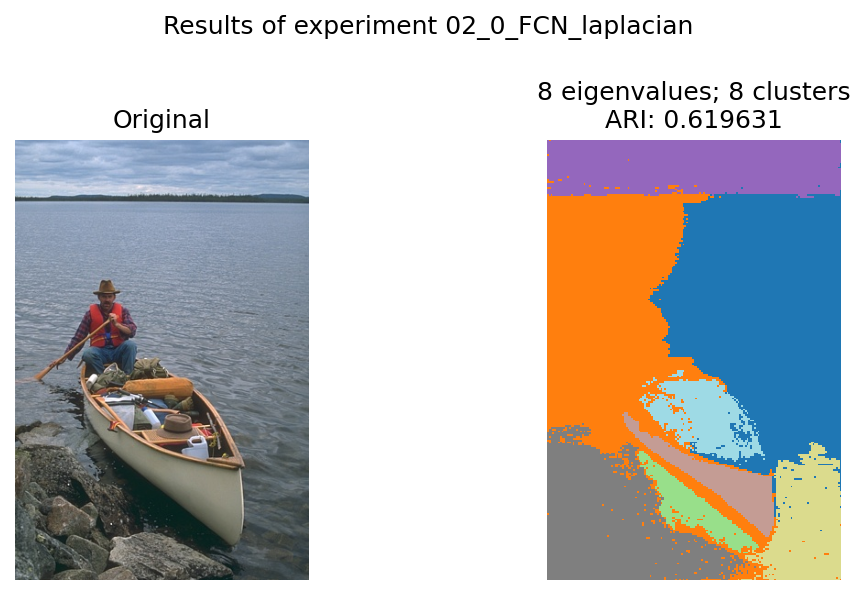 Results of experiment 02_0_FCN_laplacian
Original
8 eigenvalues; 8 clusters
ARI: 0.619631